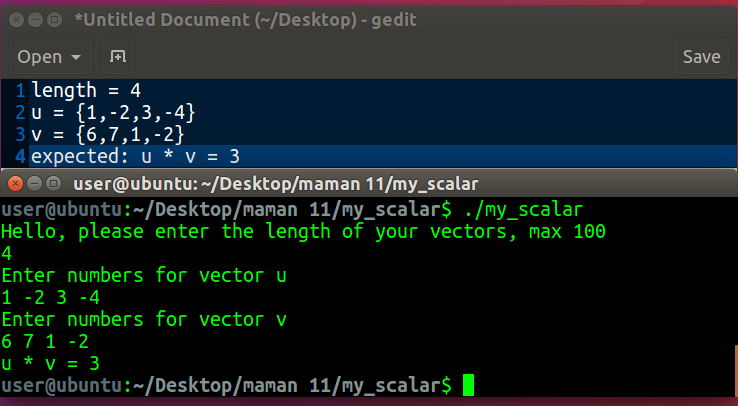 *Untitled Document (~/Desktop) - gedit
Open
Save
1 length = 4
2 u = {1,-2,3,-4}
3 v = {6,7,1,-2}
4 expected: u * v = 3
user@ubuntu: ~/Desktop/maman 11/my_scalar
user@ubuntu:~/Desktop/maman 11/my_scalar$ ./my_scalar
Hello, please enter the length of your vectors, max 100
4
Enter numbers for vector u
1 -2 3 -4
Enter numbers for vector v
6 7 1 -2
u * v = 3
user@ubuntu:~/Desktop/maman 11/my_scalar$